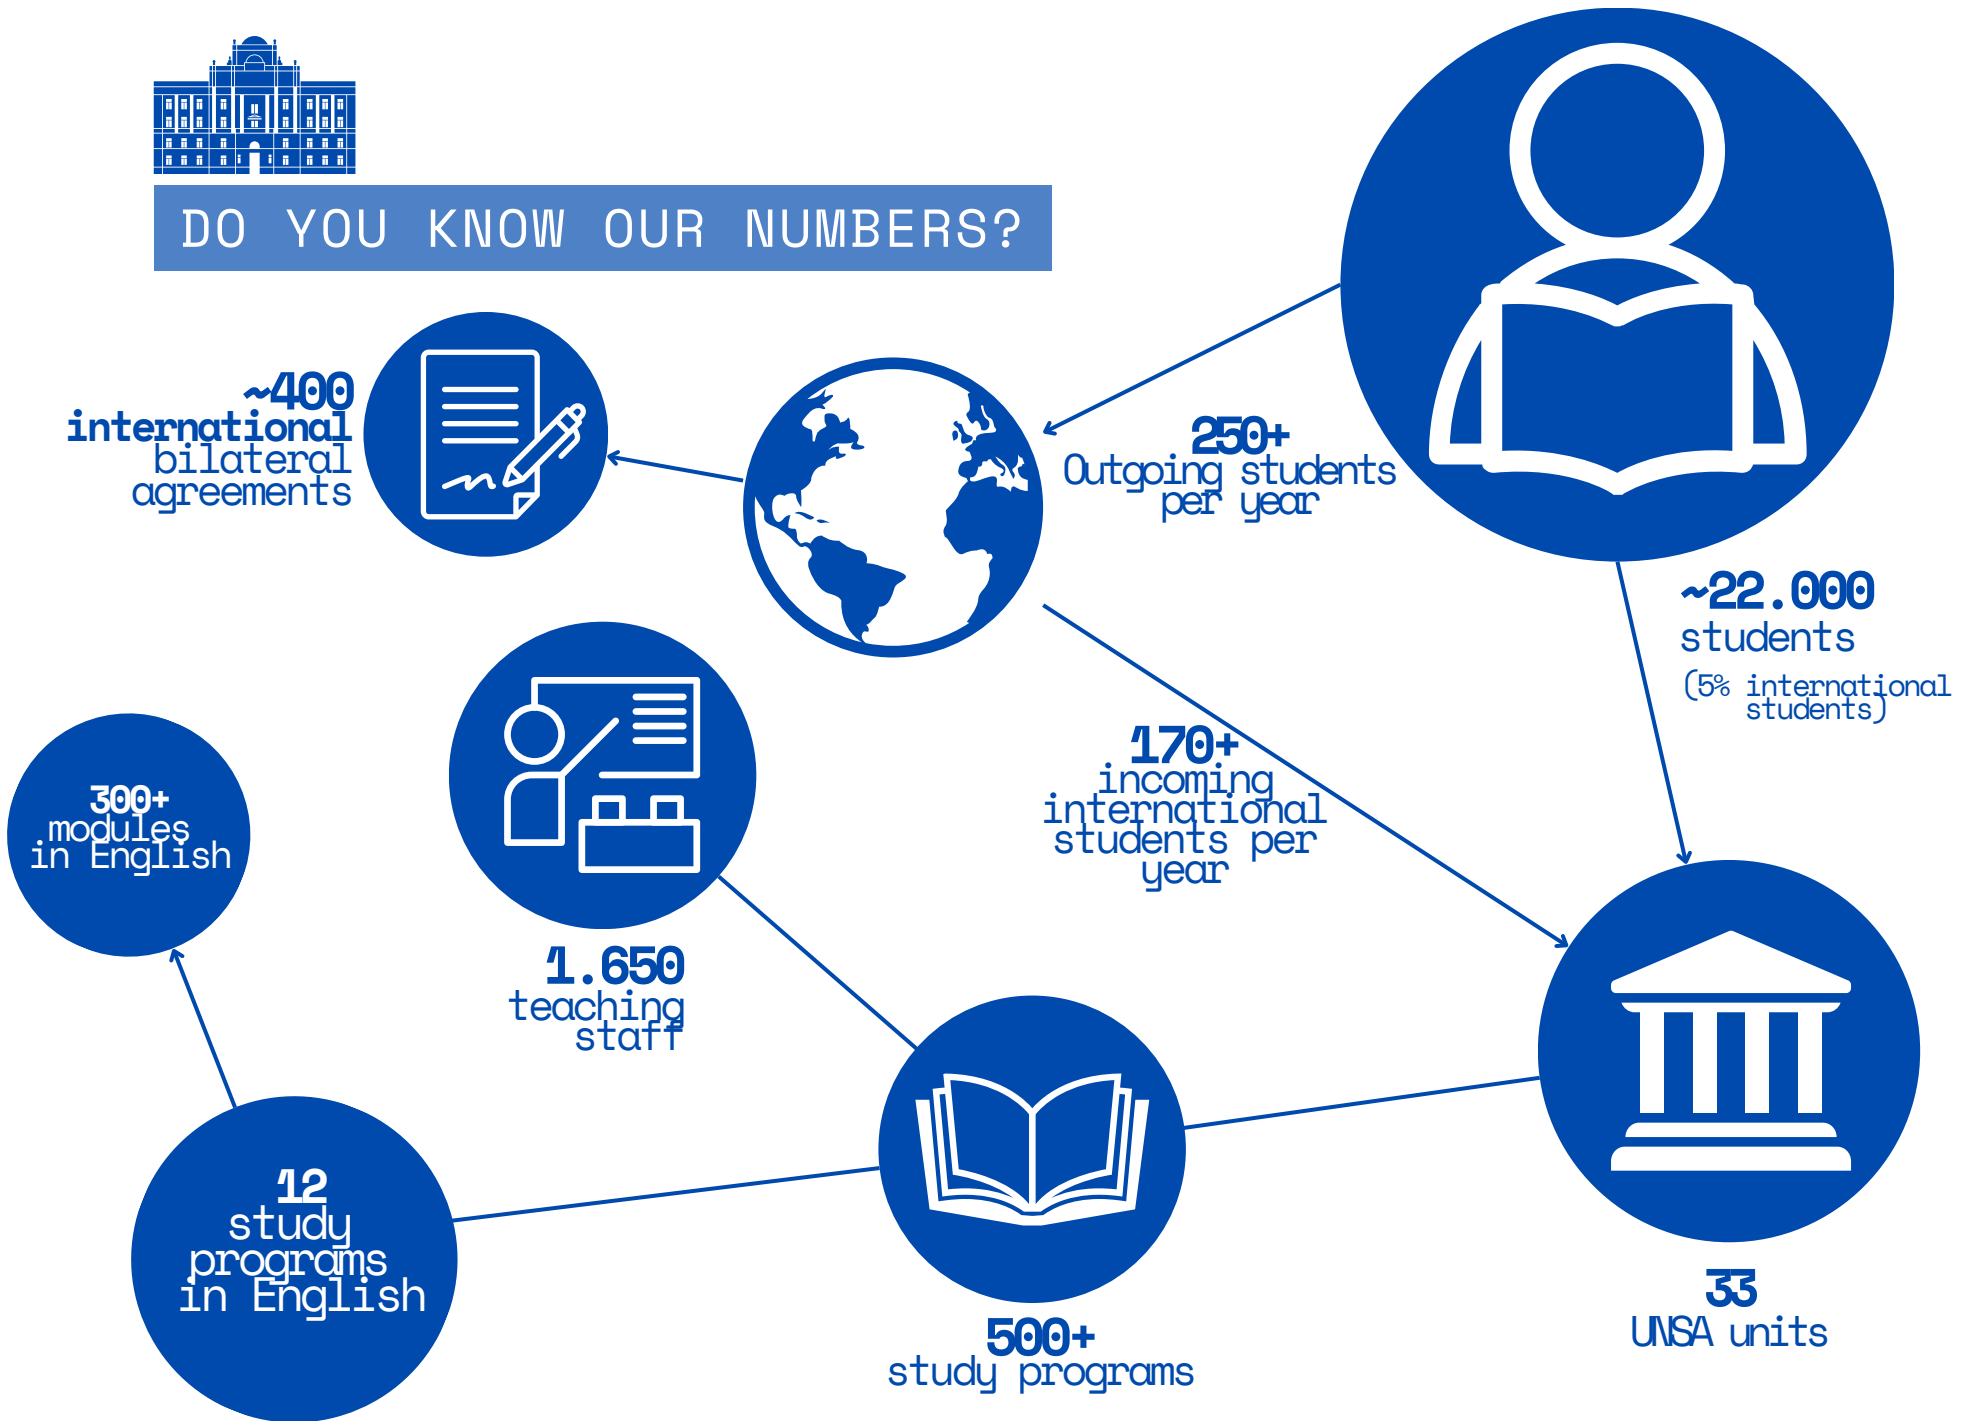 DO YOU KNOW OUR NUMBERS?
~400
international
bilateral
agreements
250+
Outgoing students
per year
~22.000
students
(5% international
students)
170+
incoming
international
students per
year
300+
modules
in English
1.650
teaching
staff
12
study
programs
in English
500+
study programs
33
UNSA units